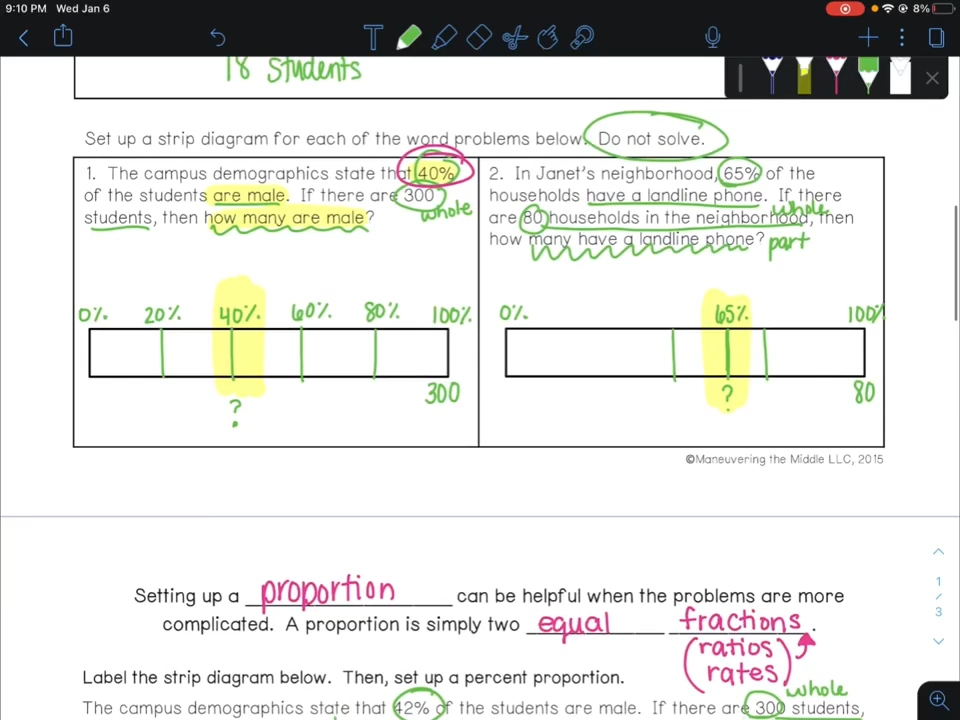 9:10 PM Wed Jan 6
8%
T
18 Students
Set up a strip diagram for each of the word problems below. Do not solve.
1. The campus demographics state that 40%
of the students are male. If there are 300
whole
students, then how many are male?
0% 20% 40% 60% 80% 100%
?
300
2. In Janet's neighborhood, 65% of the
households have a landline phone. If there
whole
are 80 households in the neighborhood, then
how many have a landline phone? part
0% 65% 100%
? 80
©Maneuvering the Middle LLC, 2015
Setting up a proportion can be helpful when the problems are more
complicated. A proportion is simply two equal fractions.
(ratios
rates)
Label the strip diagram below. Then, set up a percent proportion.
whole
The campus demographics state that 42% of the students are male. If there are 300 students,
1
/
3